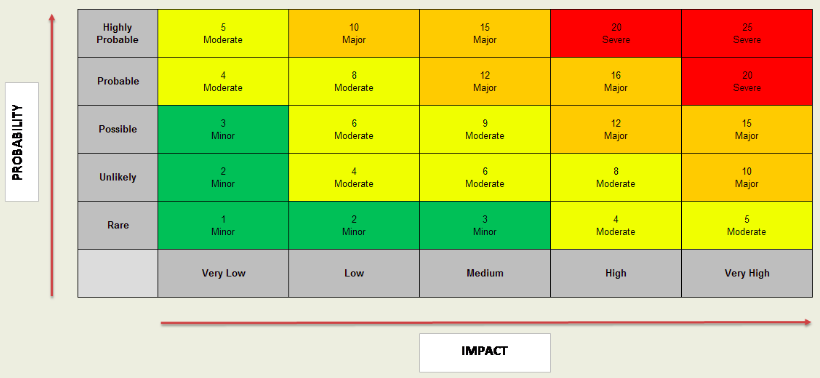 Highly
Probable
5
Moderate
10
Major
15
Major
20
Severe
25
Severe
Probable
4
Moderate
8
Moderate
12
Major
16
Major
20
Severe
PROBABILITY
Possible
3
Minor
6
Moderate
9
Moderate
12
Major
15
Major
Unlikely
2
Minor
4
Moderate
6
Moderate
8
Moderate
10
Major
Rare
1
Minor
2
Minor
3
Minor
4
Moderate
5
Moderate
Very Low
Low
Medium
High
Very High
IMPACT